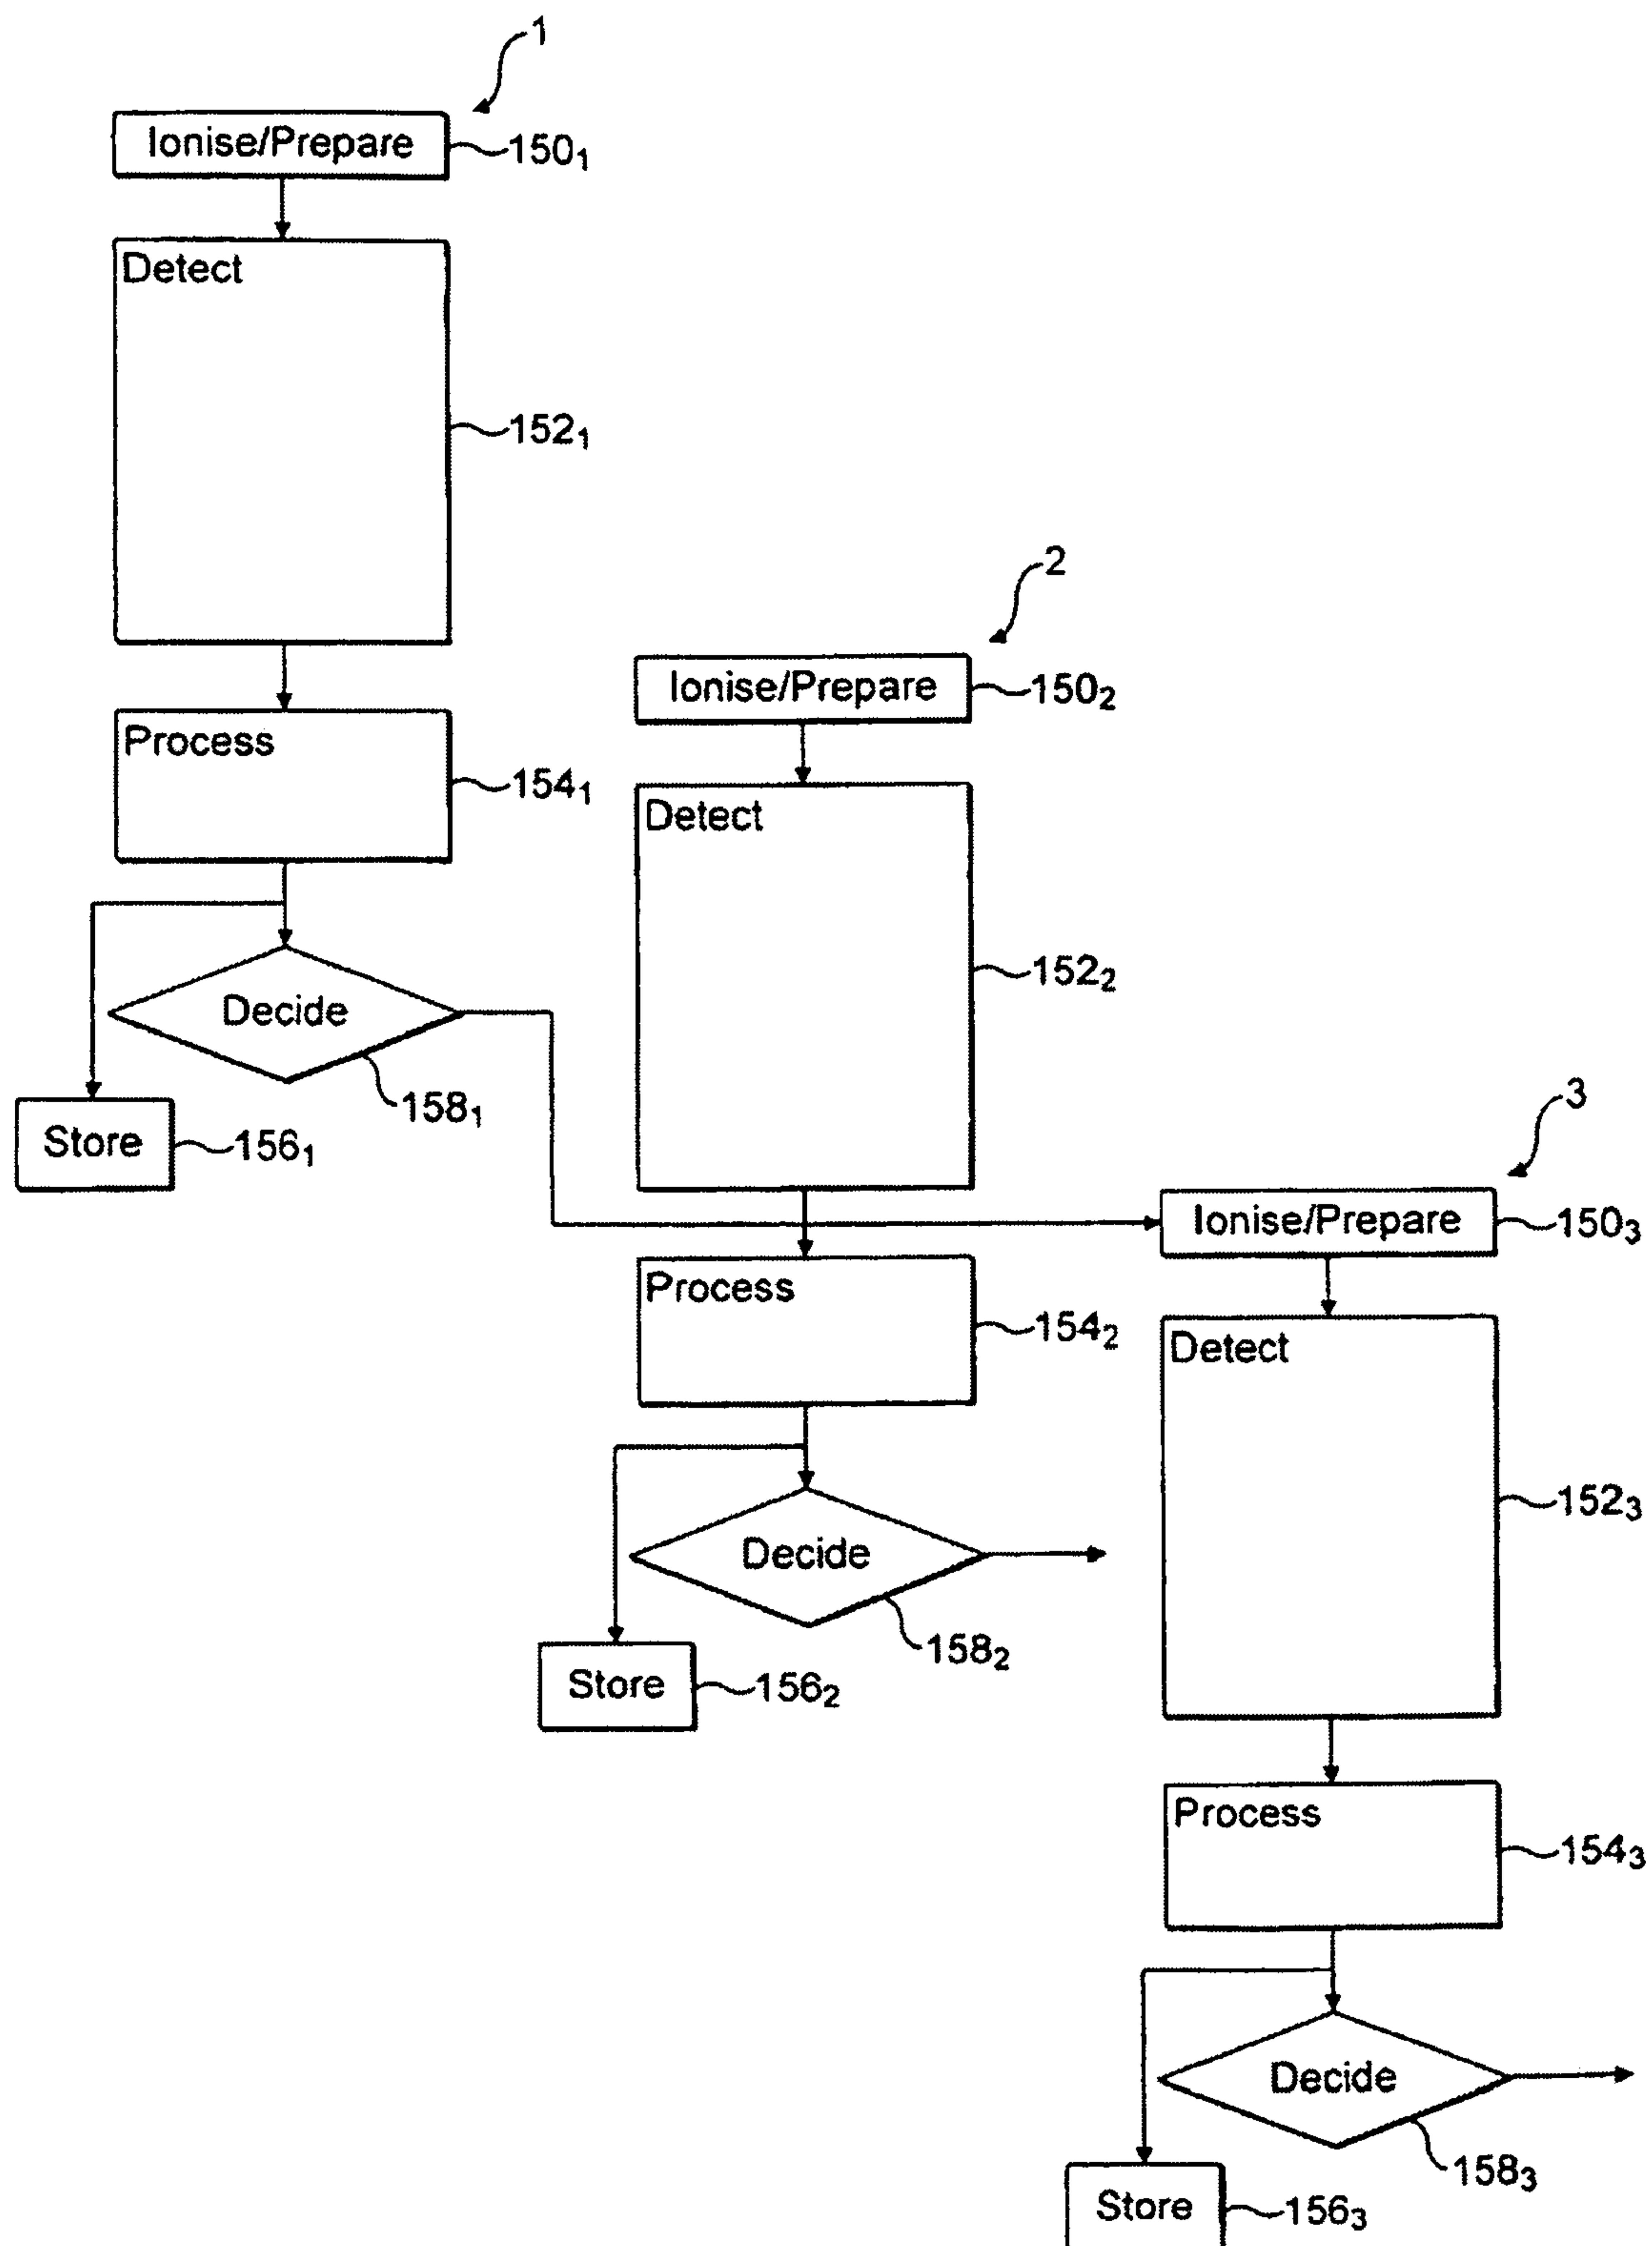 1
Ionise/Prepare
150₁
Detect
152₁
Process
154₁
Decide
158₁
Store
156₁
2
Ionise/Prepare
150₂
Detect
152₂
Process
154₂
Decide
158₂
Store
156₂
3
Ionise/Prepare
150₃
Detect
152₃
Process
154₃
Decide
158₃
Store
156₃